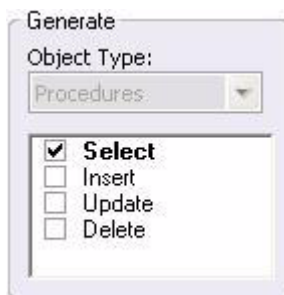 Generate
Object Type:
Procedures
Select
Insert
Update
Delete